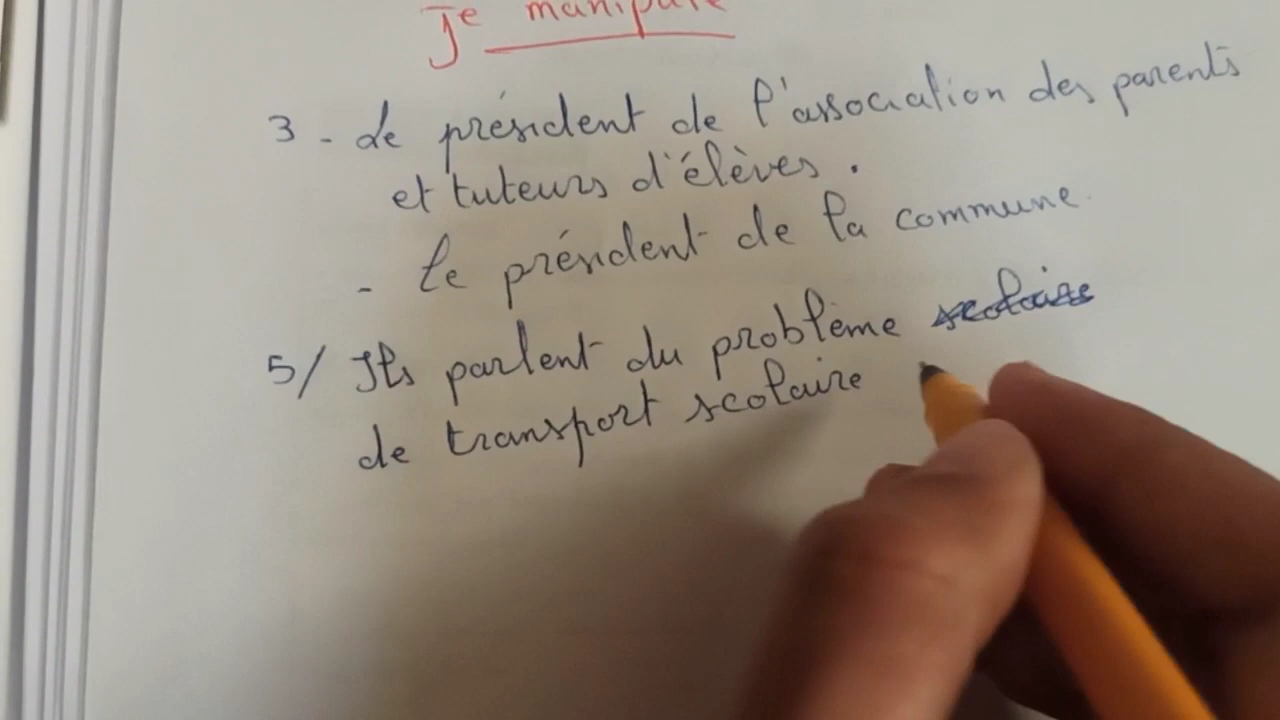 Je manipule
3 - Le président de l'association des parents
et tuteurs d'élèves.
- le président de la commune.
5/ Ils parlent du problème scolaire
de transport scolaire